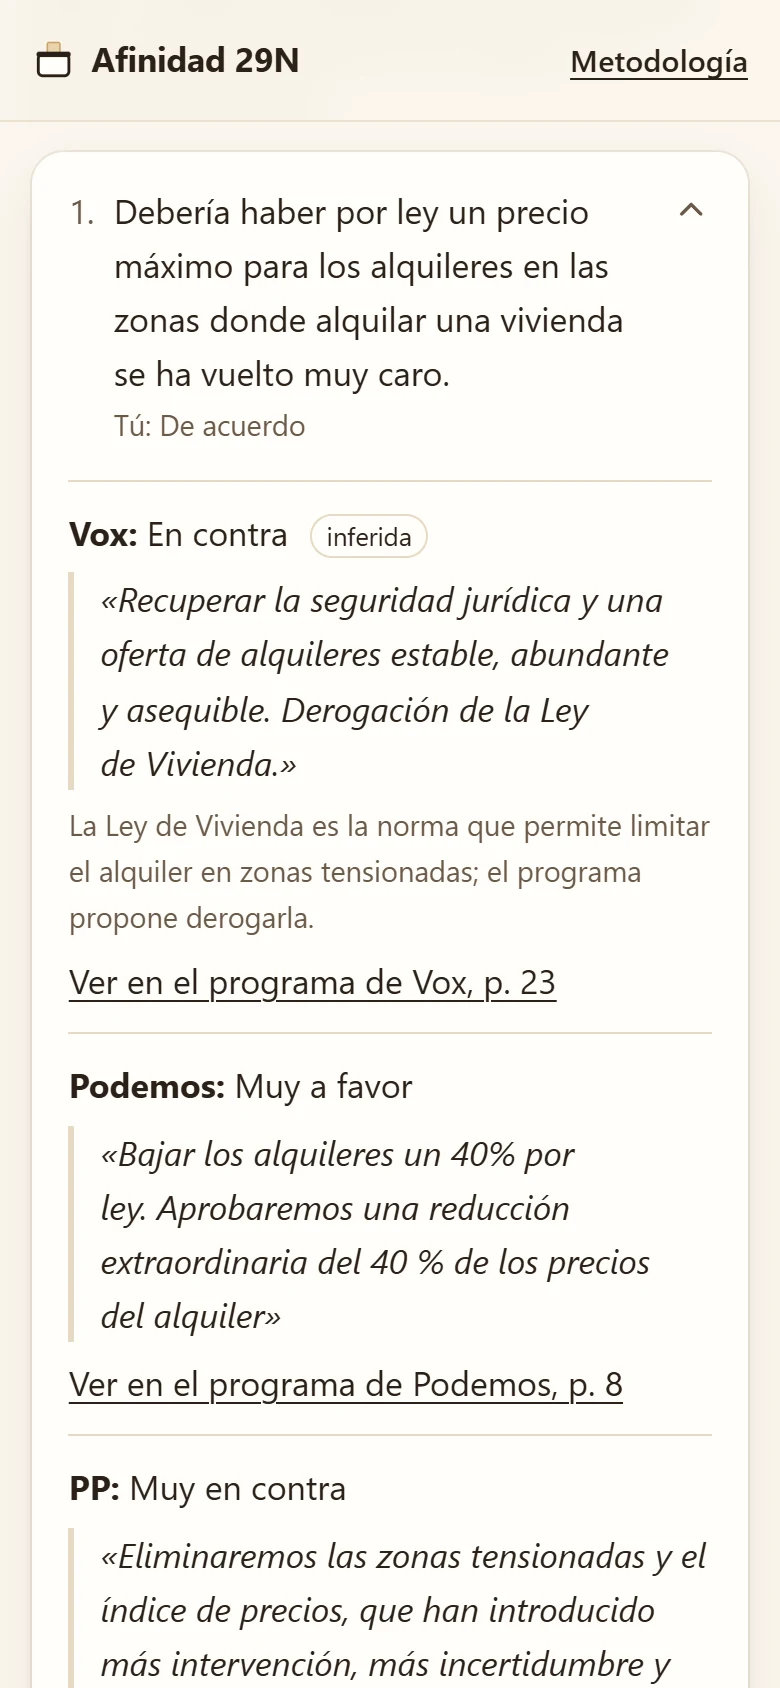 Afinidad 29N
Metodología
1. Debería haber por ley un precio
máximo para los alquileres en las
zonas donde alquilar una vivienda
se ha vuelto muy caro.
Tú: De acuerdo
Vox: En contra inferida
«Recuperar la seguridad jurídica y una
oferta de alquileres estable, abundante
y asequible. Derogación de la Ley
de Vivienda.»
La Ley de Vivienda es la norma que permite limitar
el alquiler en zonas tensionadas; el programa
propone derogarla.
Ver en el programa de Vox, p. 23
Podemos: Muy a favor
«Bajar los alquileres un 40% por
ley. Aprobaremos una reducción
extraordinaria del 40 % de los precios
del alquiler»
Ver en el programa de Podemos, p. 8
PP: Muy en contra
«Eliminaremos las zonas tensionadas y el
índice de precios, que han introducido
más intervención, más incertidumbre y